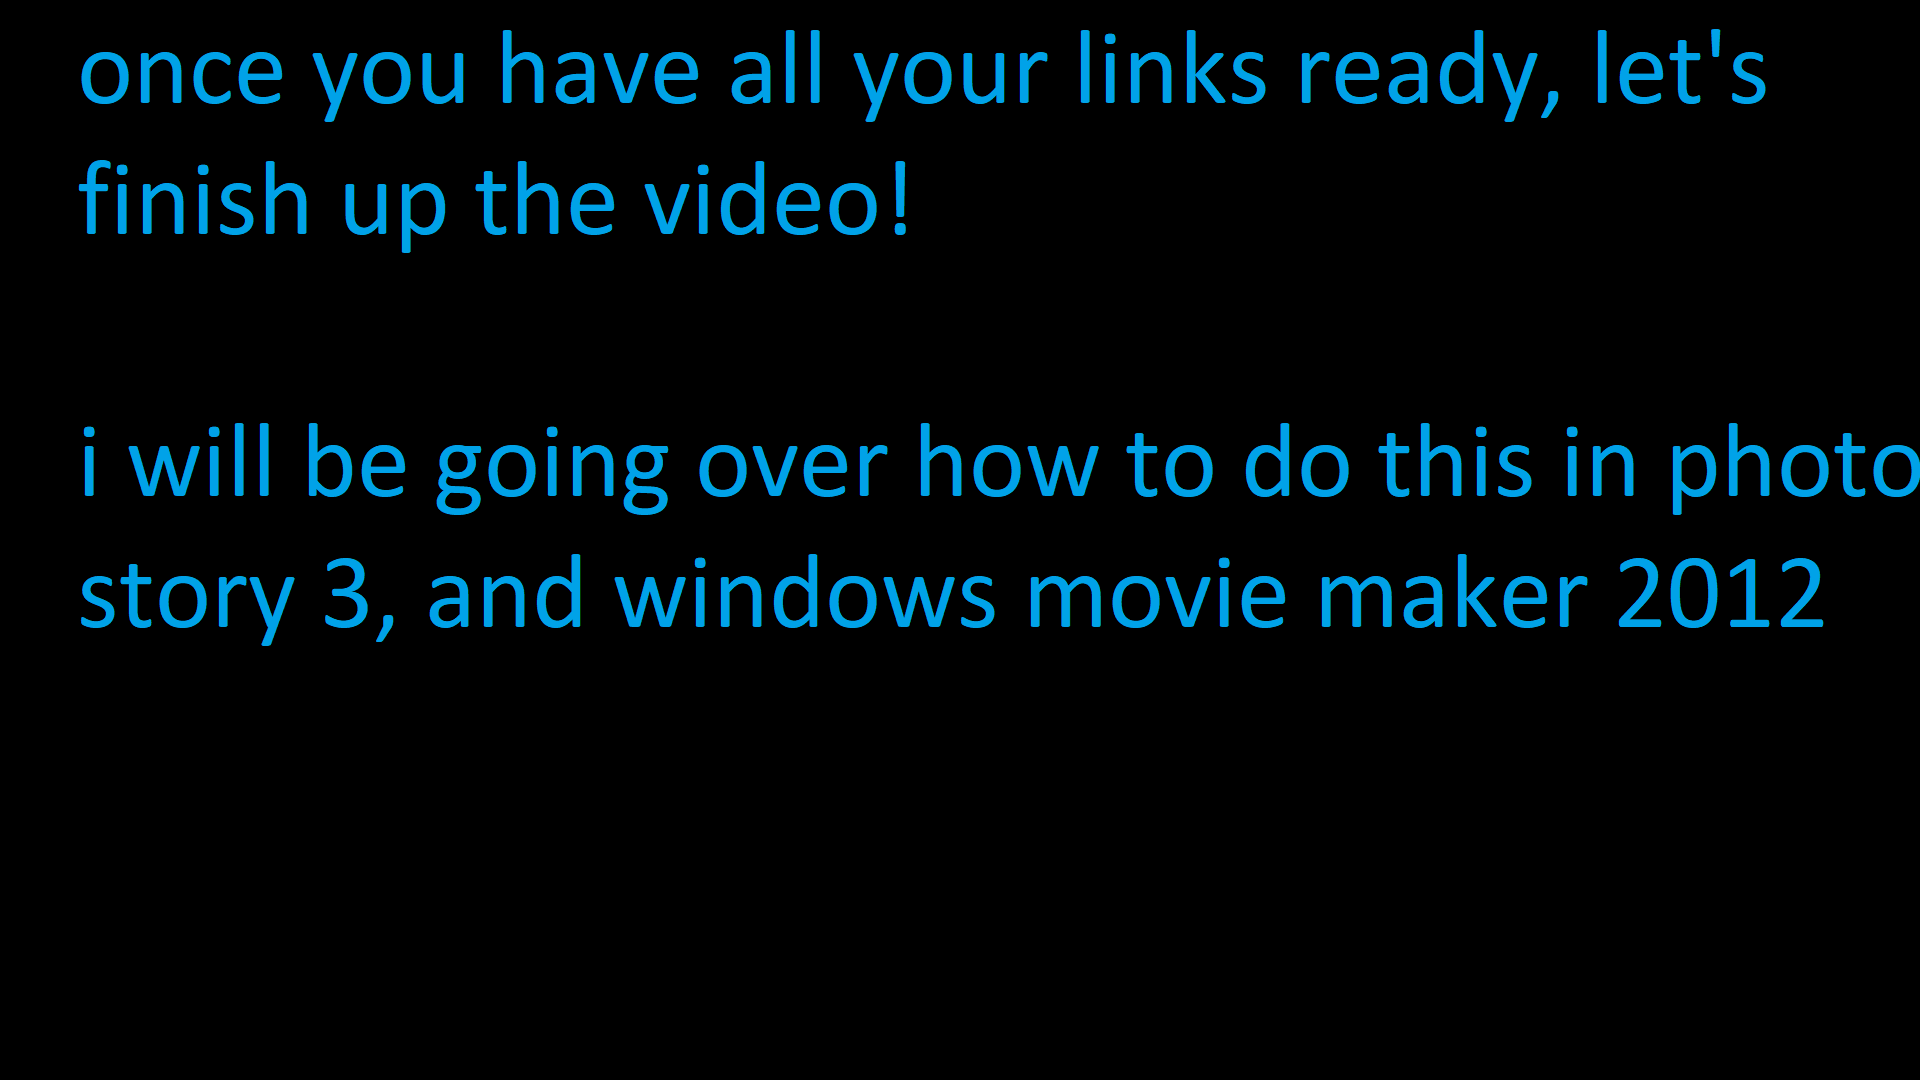 once you have all your links ready, let's
finish up the video!
i will be going over how to do this in photo
story 3, and windows movie maker 2012